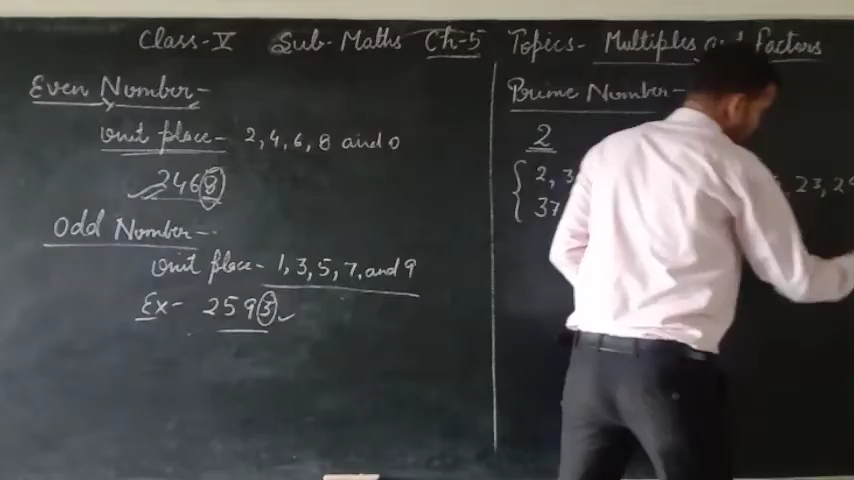 Class-V Sub-Maths Ch-5 Topics- Multiples and Factors
Even Number-
Unit place- 2, 4, 6, 8 and 0
2468
Odd Number--
Unit place- 1, 3, 5, 7, and 9
Ex- 2593
Prime Number-
2
2, 3 23, 29
37